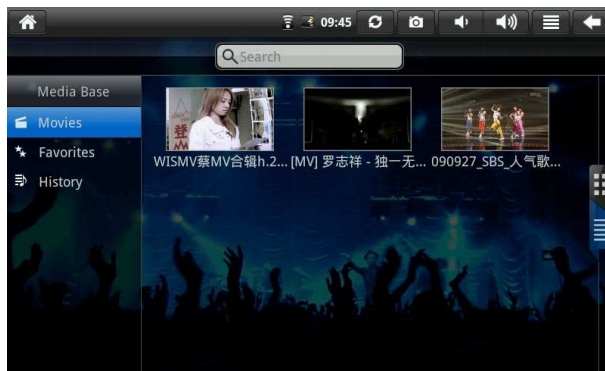 09:45
Search
Media Base
Movies
Favorites
History
登
WISMV蔡MV合辑h.2...
[MV] 罗志祥 - 独一无...
090927_SBS_人气歌...